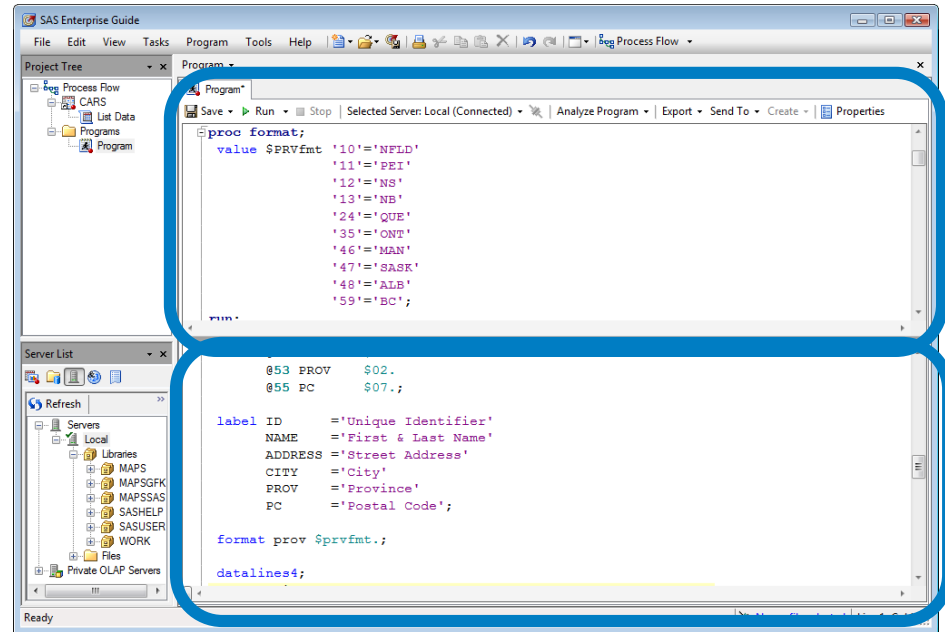 SAS Enterprise Guide
File Edit View Tasks Program Tools Help Process Flow
Project Tree
Process Flow
CARS
List Data
Programs
Program
Program
Program*
Save Run Stop Selected Server: Local (Connected) Analyze Program Export Send To Create Properties
proc format;
value $PRVfmt '10'='NFLD'
'11'='PEI'
'12'='NS'
'13'='NB'
'24'='QUE'
'35'='ONT'
'46'='MAN'
'47'='SASK'
'48'='ALB'
'59'='BC';
run;
Server List
Refresh
Servers
Local
Libraries
MAPS
MAPSGFK
MAPSSAS
SASHELP
SASUSER
WORK
Files
Private OLAP Servers
@53 PROV $02.
@55 PC $07.;
label ID ='Unique Identifier'
NAME ='First & Last Name'
ADDRESS ='Street Address'
CITY ='City'
PROV ='Province'
PC ='Postal Code';
format prov $prvfmt.;
datalines4;
Ready